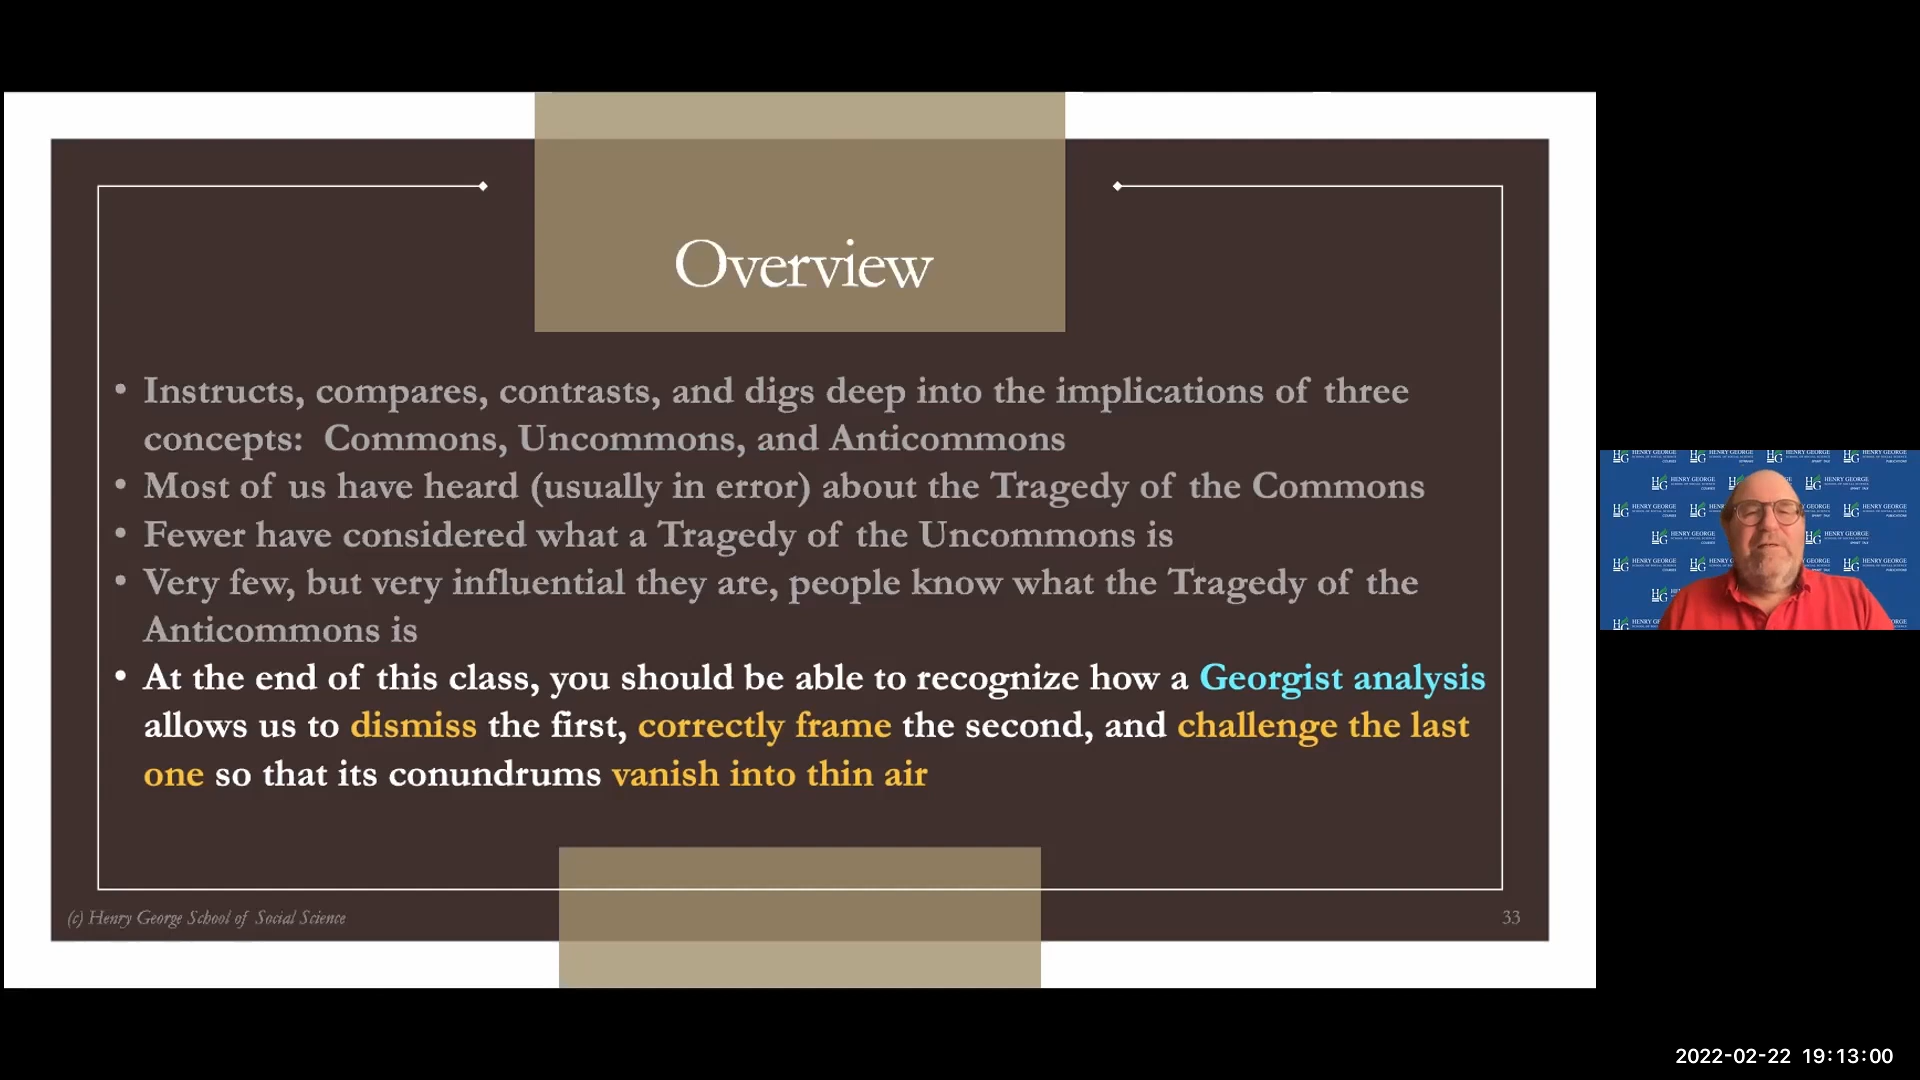 Overview
• Instructs, compares, contrasts, and digs deep into the implications of three
concepts:  Commons, Uncommons, and Anticommons
• Most of us have heard (usually in error) about the Tragedy of the Commons
• Fewer have considered what a Tragedy of the Uncommons is
• Very few, but very influential they are, people know what the Tragedy of the
Anticommons is
• At the end of this class, you should be able to recognize how a Georgist analysis
allows us to dismiss the first, correctly frame the second, and challenge the last
one so that its conundrums vanish into thin air
(c) Henry George School of Social Science
33
HENRY GEORGE
2022-02-22 19:13:00